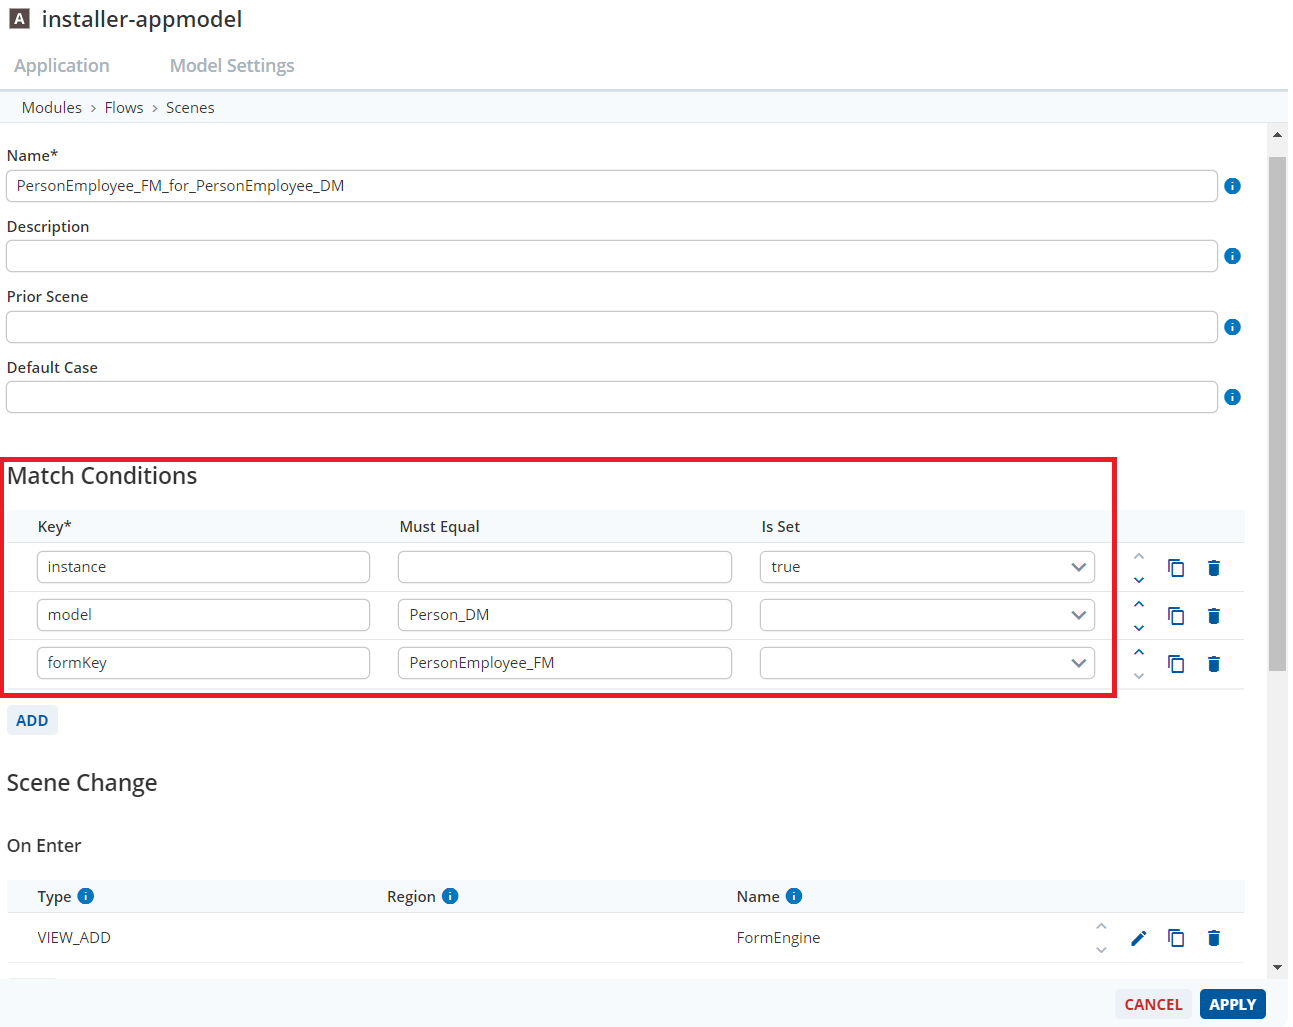 A installer-appmodel
Application Model Settings
Modules > Flows > Scenes
Name*
PersonEmployee_FM_for_PersonEmployee_DM
Description
Prior Scene
Default Case
Match Conditions
Key* Must Equal Is Set
instance true
model Person_DM
formKey PersonEmployee_FM
ADD
Scene Change
On Enter
Type Region Name
VIEW_ADD FormEngine
CANCEL APPLY